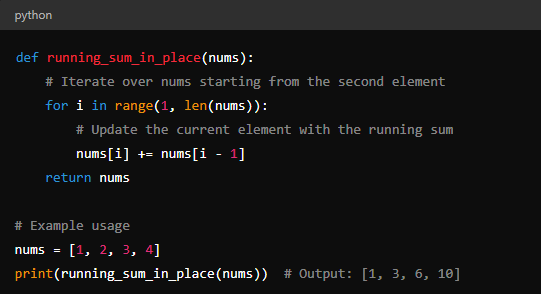 python
def running_sum_in_place(nums):
    # Iterate over nums starting from the second element
    for i in range(1, len(nums)):
        # Update the current element with the running sum
        nums[i] += nums[i - 1]
    return nums

# Example usage
nums = [1, 2, 3, 4]
print(running_sum_in_place(nums))  # Output: [1, 3, 6, 10]